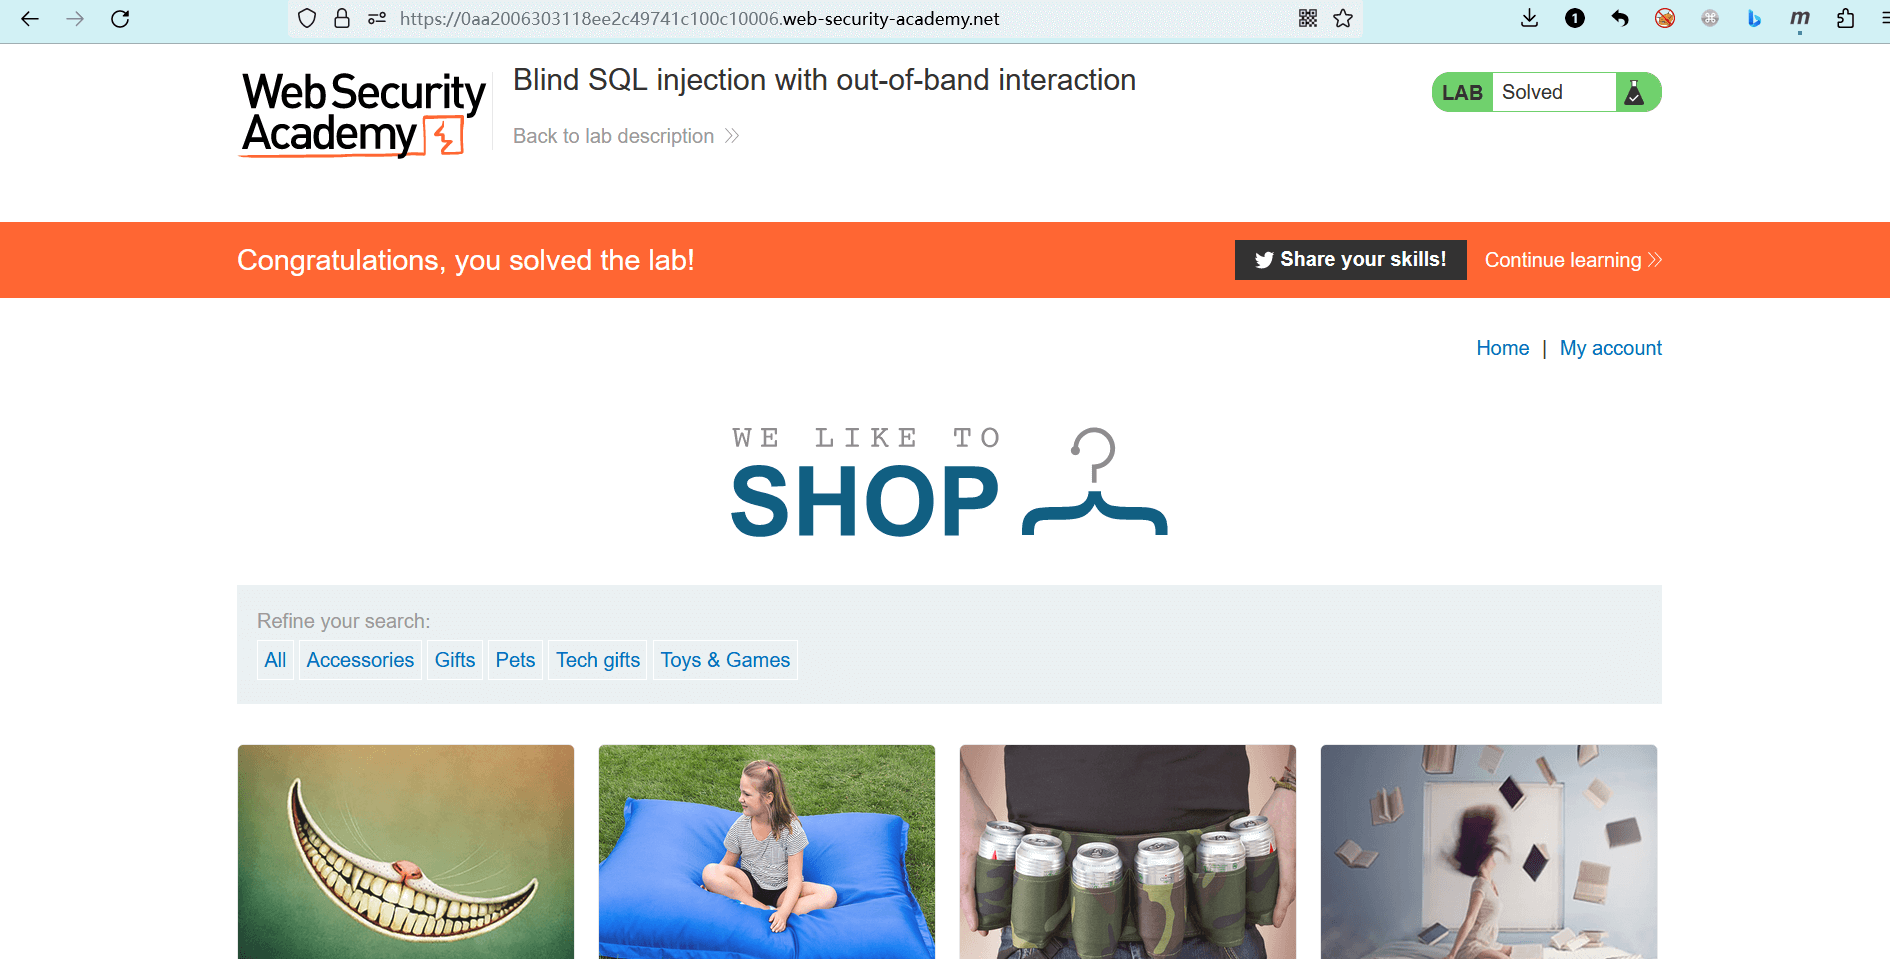 https://0aa2006303118ee2c49741c100c10006.web-security-academy.net
1
m
Web Security
Academy
Blind SQL injection with out-of-band interaction
Back to lab description
LAB Solved
Congratulations, you solved the lab!
Share your skills!
Continue learning
Home | My account
WE LIKE TO
SHOP
Refine your search:
All Accessories Gifts Pets Tech gifts Toys & Games